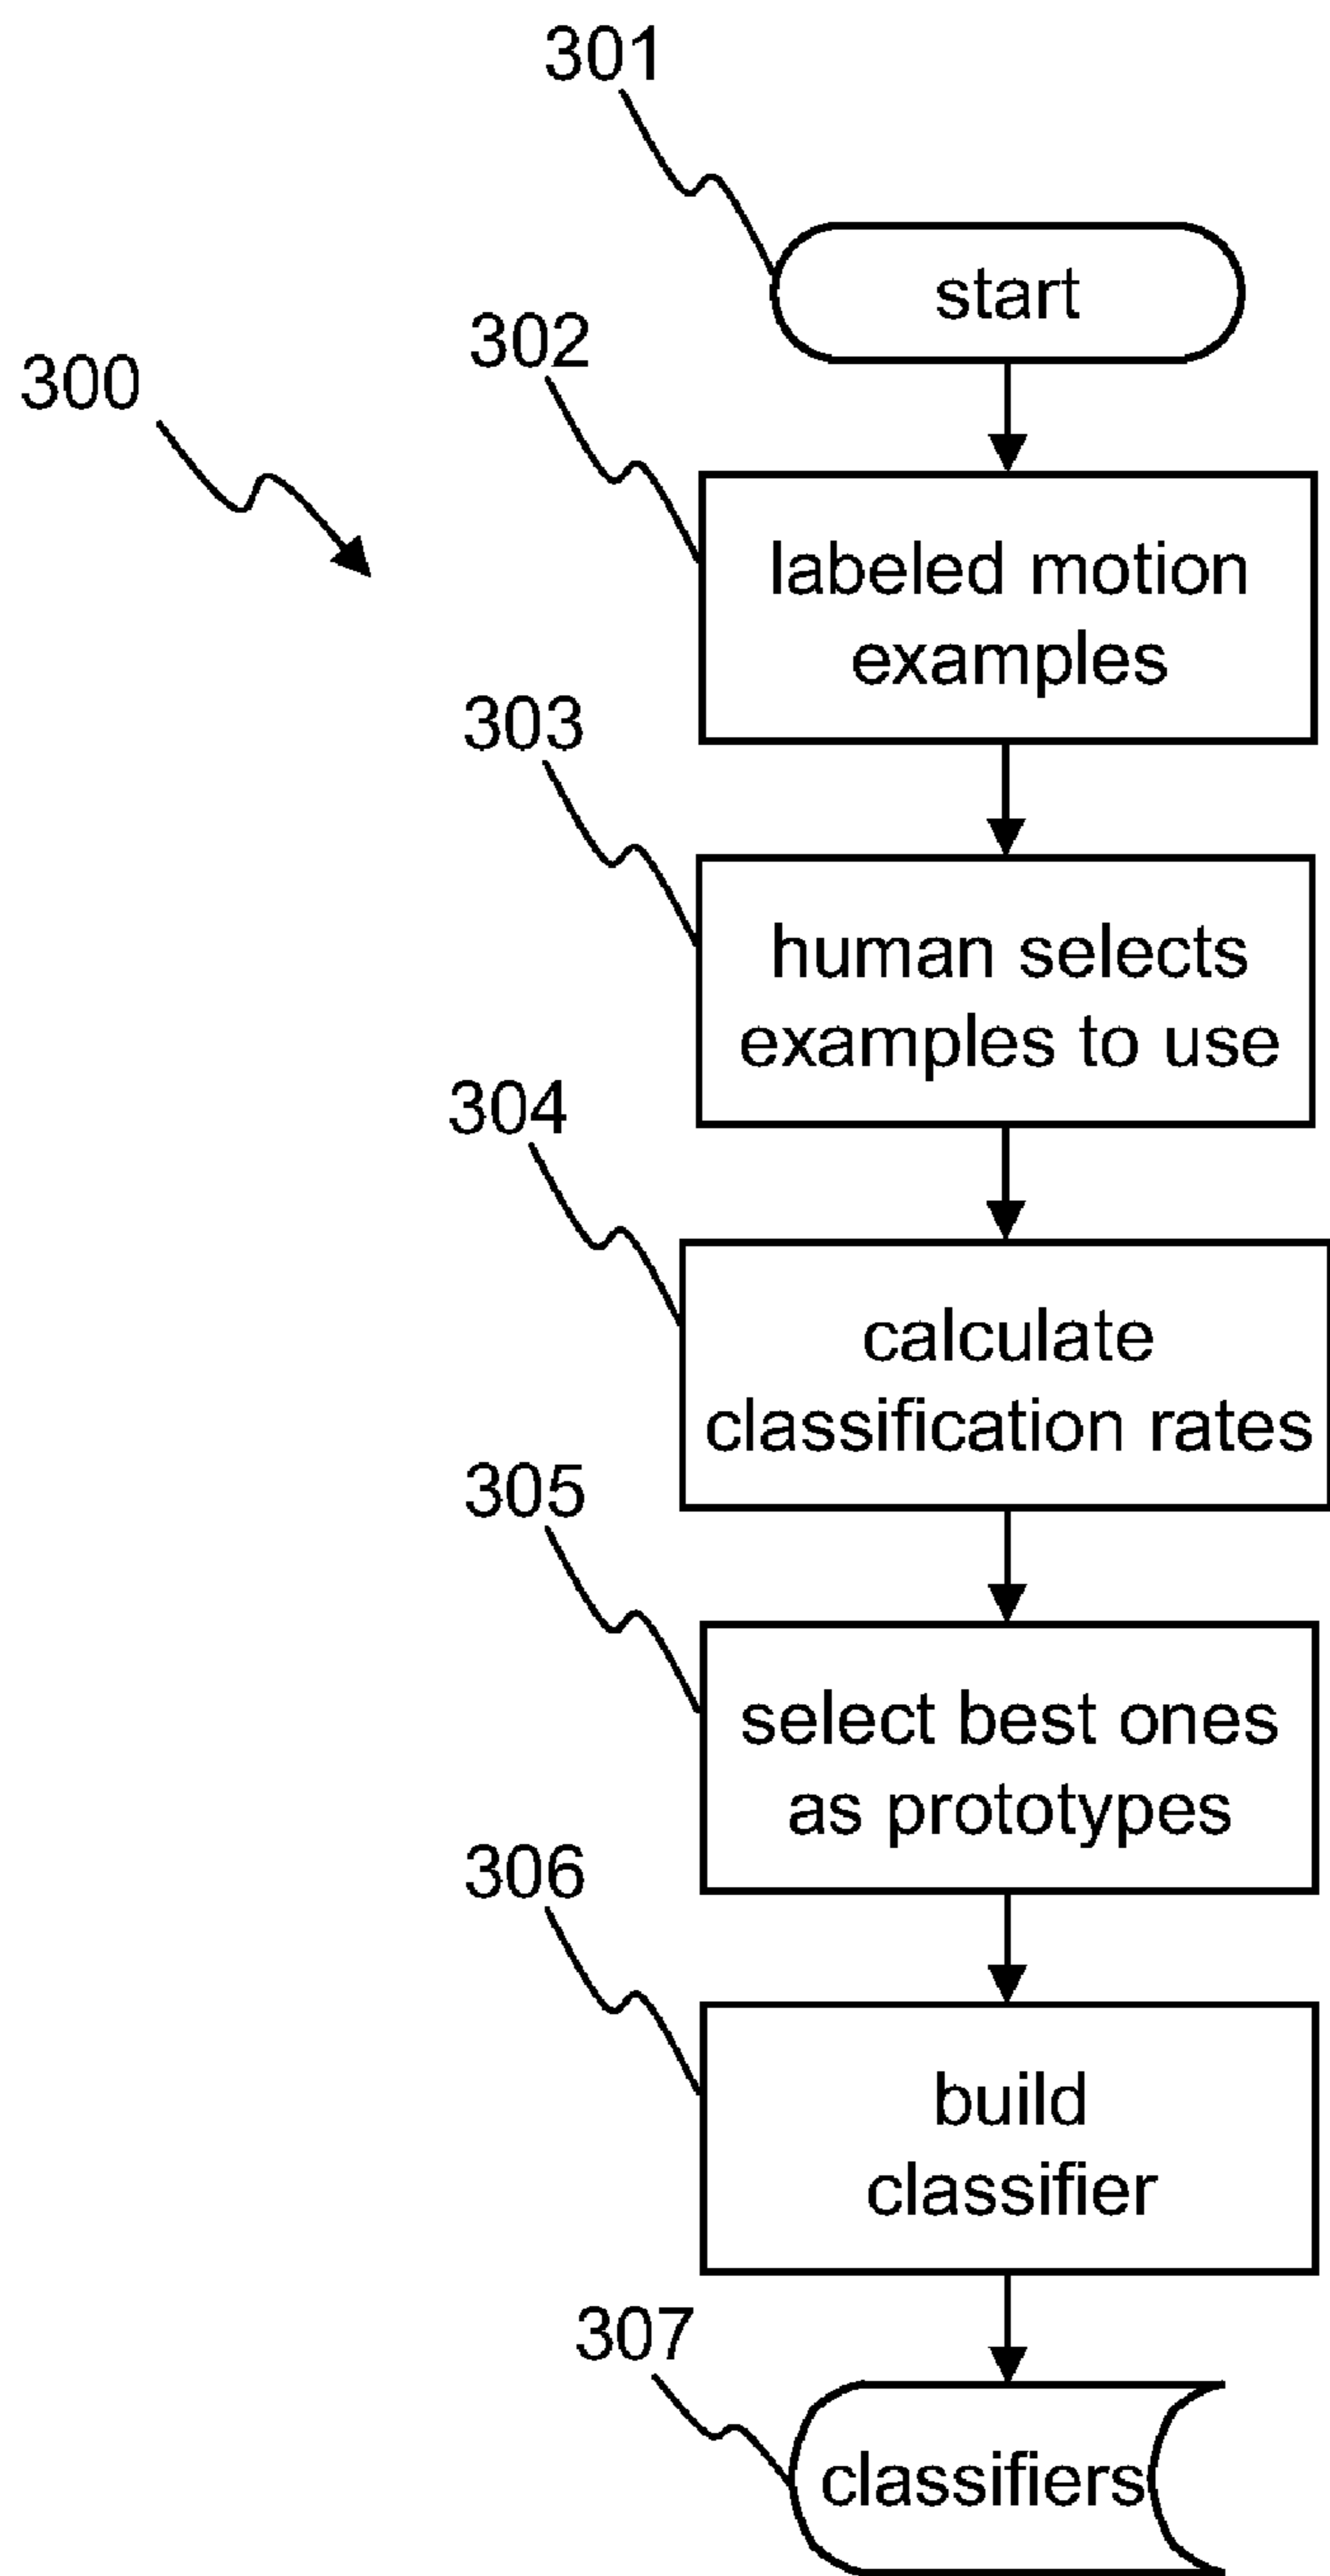 301
start
302
300
labeled motion
examples
303
human selects
examples to use
304
calculate
classification rates
305
select best ones
as prototypes
306
build
classifier
307
classifiers